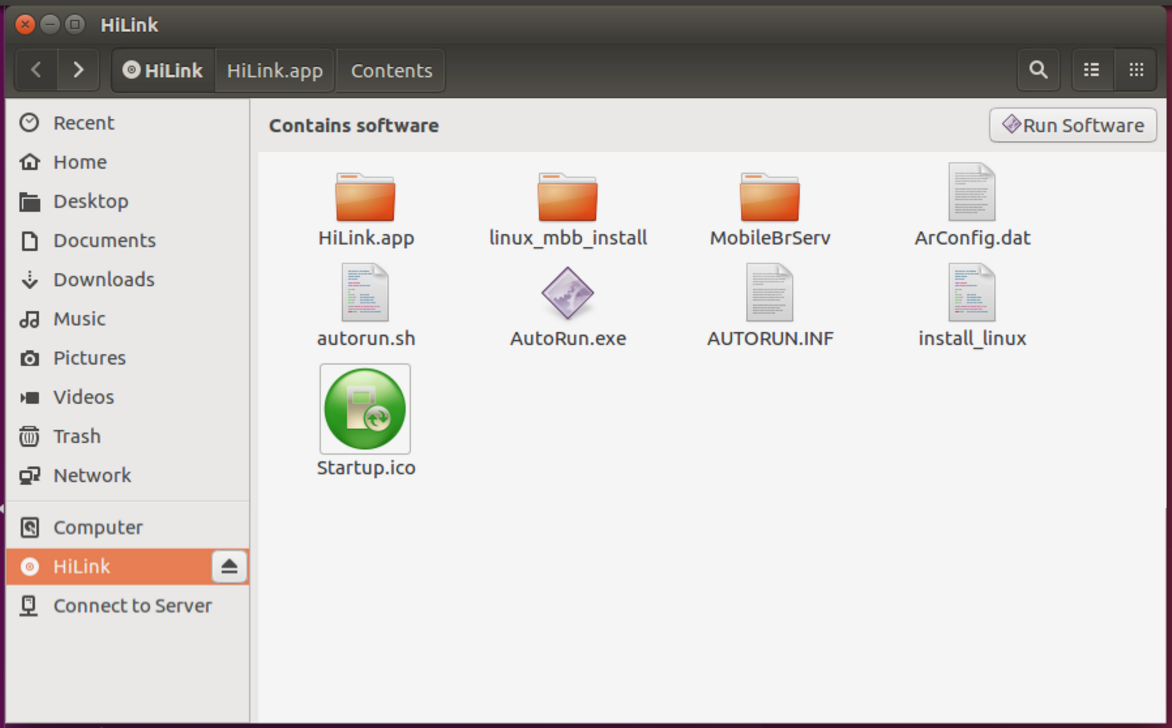 HiLink
HiLink HiLink.app Contents
Recent
Home
Desktop
Documents
Downloads
Music
Pictures
Videos
Trash
Network
Computer
HiLink
Connect to Server
Contains software
Run Software
HiLink.app linux_mbb_install MobileBrServ ArConfig.dat
autorun.sh AutoRun.exe AUTORUN.INF install_linux
Startup.ico